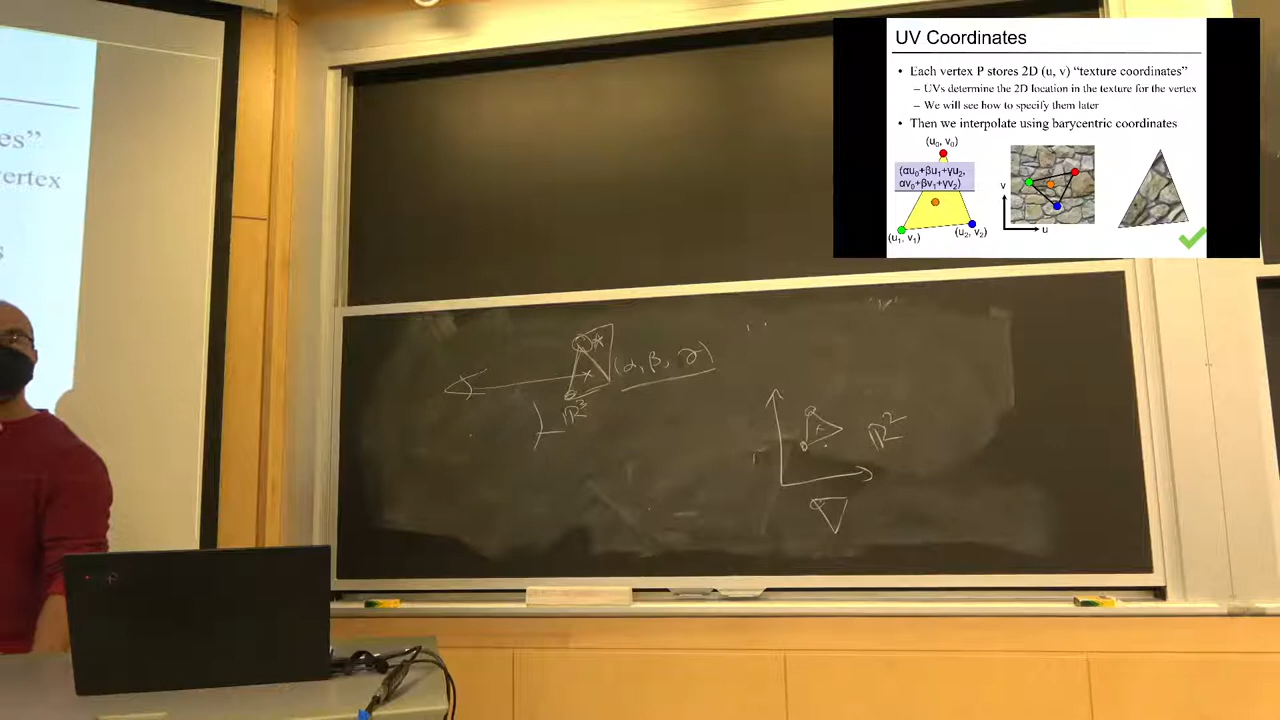 UV Coordinates
• Each vertex P stores 2D (u, v) “texture coordinates”
– UVs determine the 2D location in the texture for the vertex
– We will see how to specify them later
• Then we interpolate using barycentric coordinates
(u₀, v₀)
(αu₀+βu₁+γu₂,
αv₀+βv₁+γv₂)
(u₁, v₁)
(u₂, v₂)
v
u
es”
vertex
s
(α, β, γ)
ℝ³
ℝ²